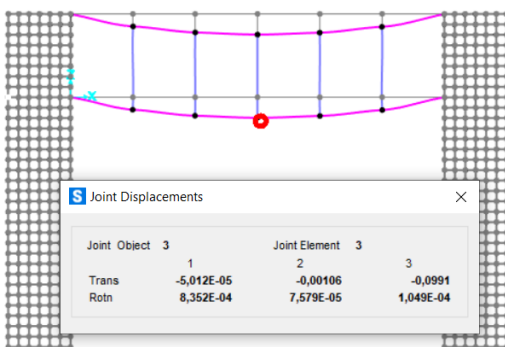 X
S Joint Displacements
Joint Object 3 Joint Element 3
1 2 3
Trans -5,012E-05 -0,00106 -0,0991
Rotn 8,352E-04 7,579E-05 1,049E-04